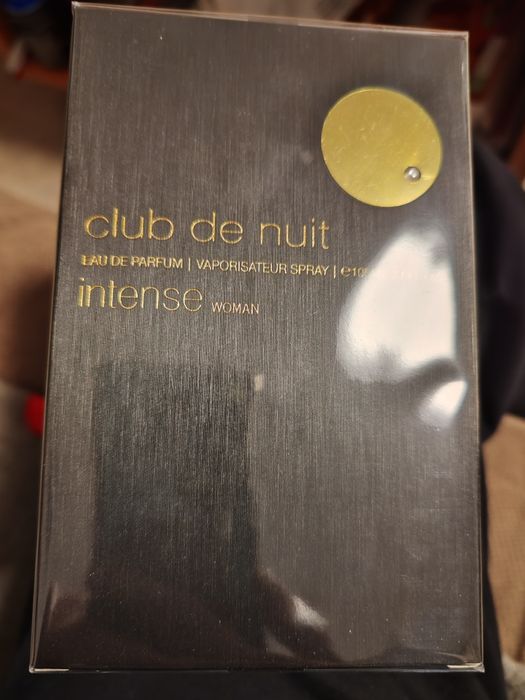 club de nuit
EAU DE PARFUM | VAPORISATEUR SPRAY | ℮
intense WOMAN